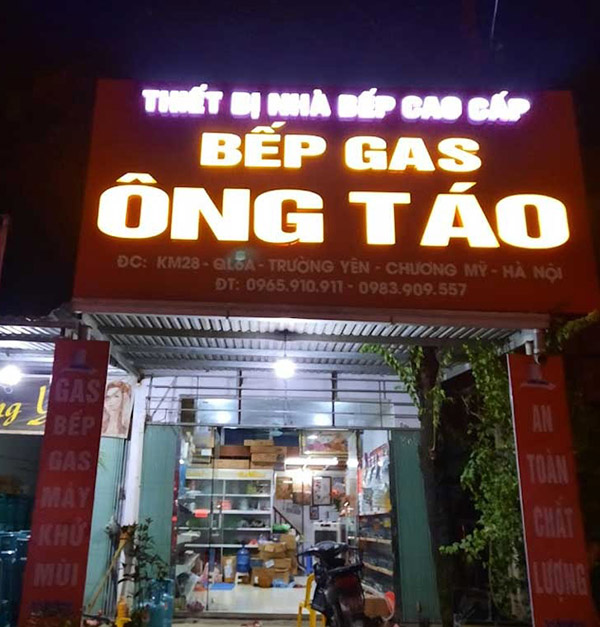 THIẾT BỊ NHÀ BẾP CAO CẤP
BẾP GAS
ÔNG TÁO
ĐC: KM28 - QL6A - TRƯỜNG YÊN - CHƯƠNG MỸ - HÀ NỘI
ĐT: 0965.910.911 - 0983.909.557
GAS
BẾP
GAS
MÁY
KHỬ
MÙI
AN
TOÀN
CHẤT
LƯỢNG